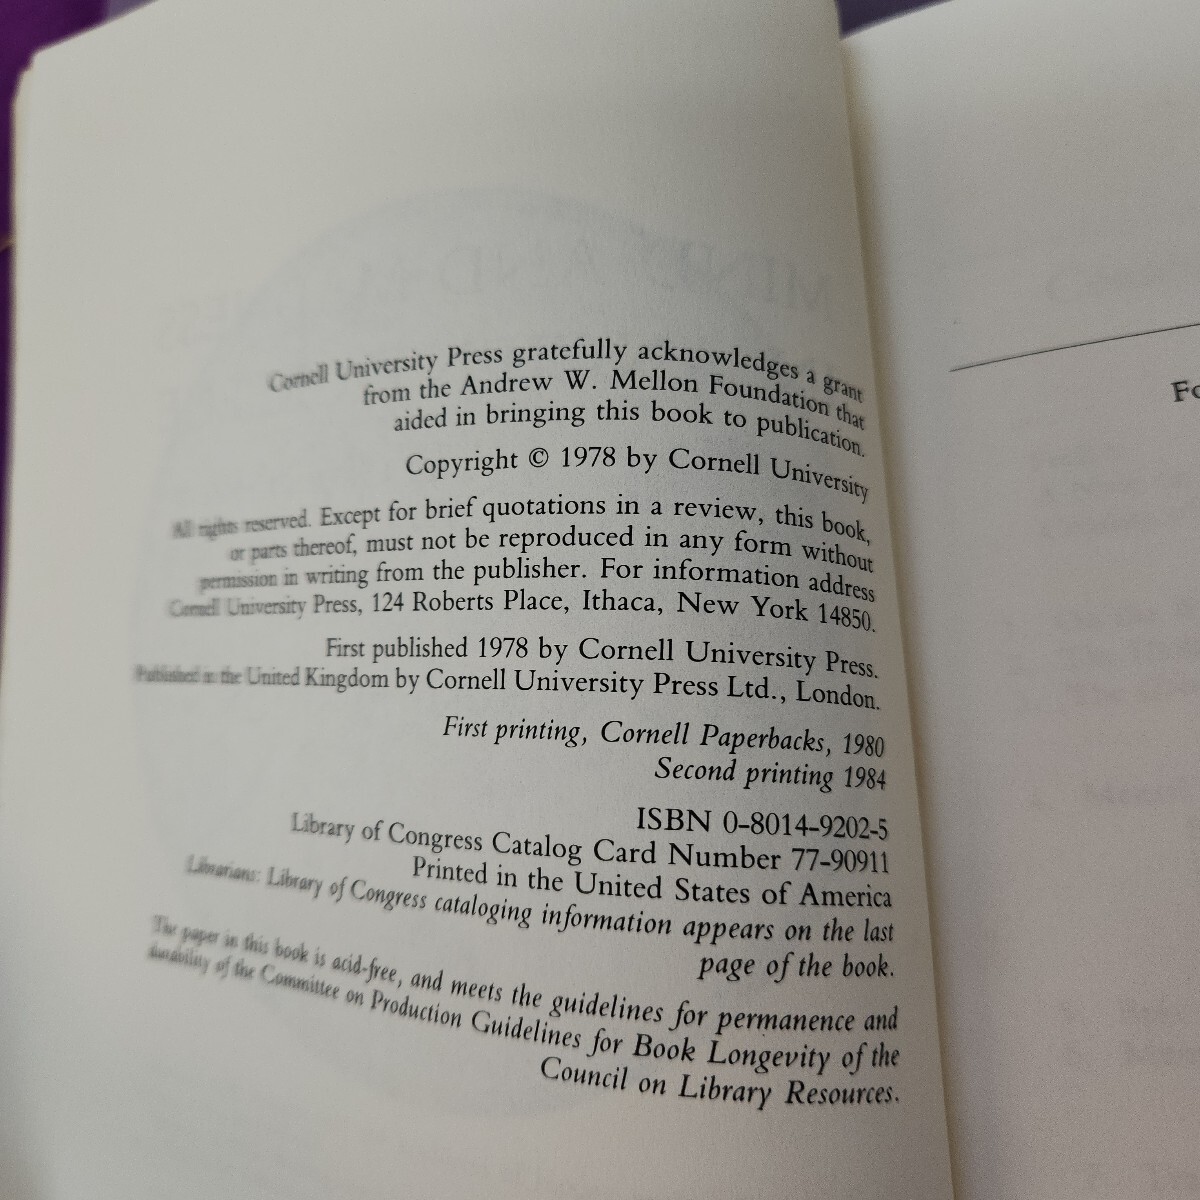 Cornell University Press gratefully acknowledges a grant
from the Andrew W. Mellon Foundation that
aided in bringing this book to publication.
Copyright © 1978 by Cornell University
All rights reserved. Except for brief quotations in a review, this book,
or parts thereof, must not be reproduced in any form without
permission in writing from the publisher. For information address
Cornell University Press, 124 Roberts Place, Ithaca, New York 14850.
First published 1978 by Cornell University Press.
Published in the United Kingdom by Cornell University Press Ltd., London.
First printing, Cornell Paperbacks, 1980
Second printing 1984
ISBN 0-8014-9202-5
Library of Congress Catalog Card Number 77-90911
Printed in the United States of America
Librarians: Library of Congress cataloging information appears on the last
page of the book.
The paper in this book is acid-free, and meets the guidelines for permanence and
durability of the Committee on Production Guidelines for Book Longevity of the
Council on Library Resources.